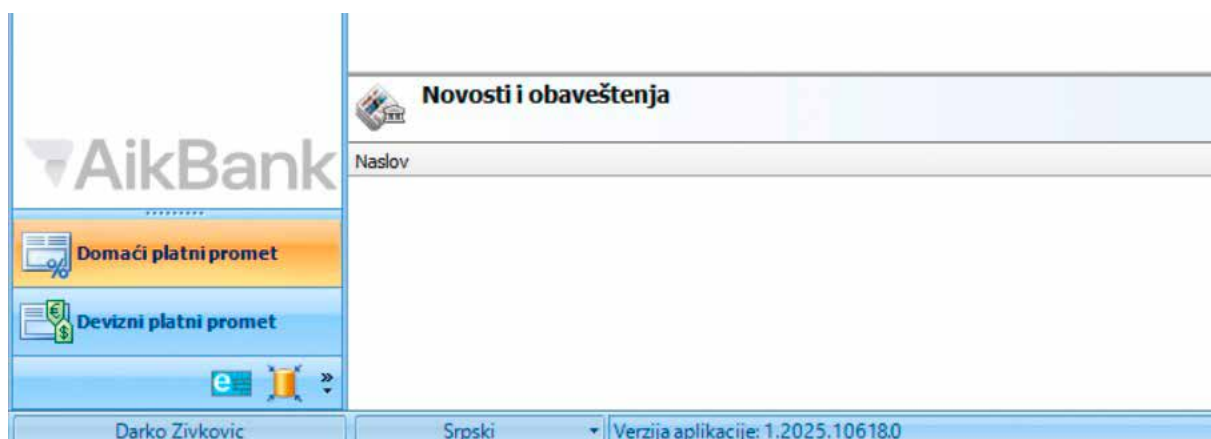 Novosti i obaveštenja
AikBank
Naslov
Domaći platni promet
Devizni platni promet
Darko Zivkovic
Srpski
Verzija aplikacije: 1.2025.10618.0